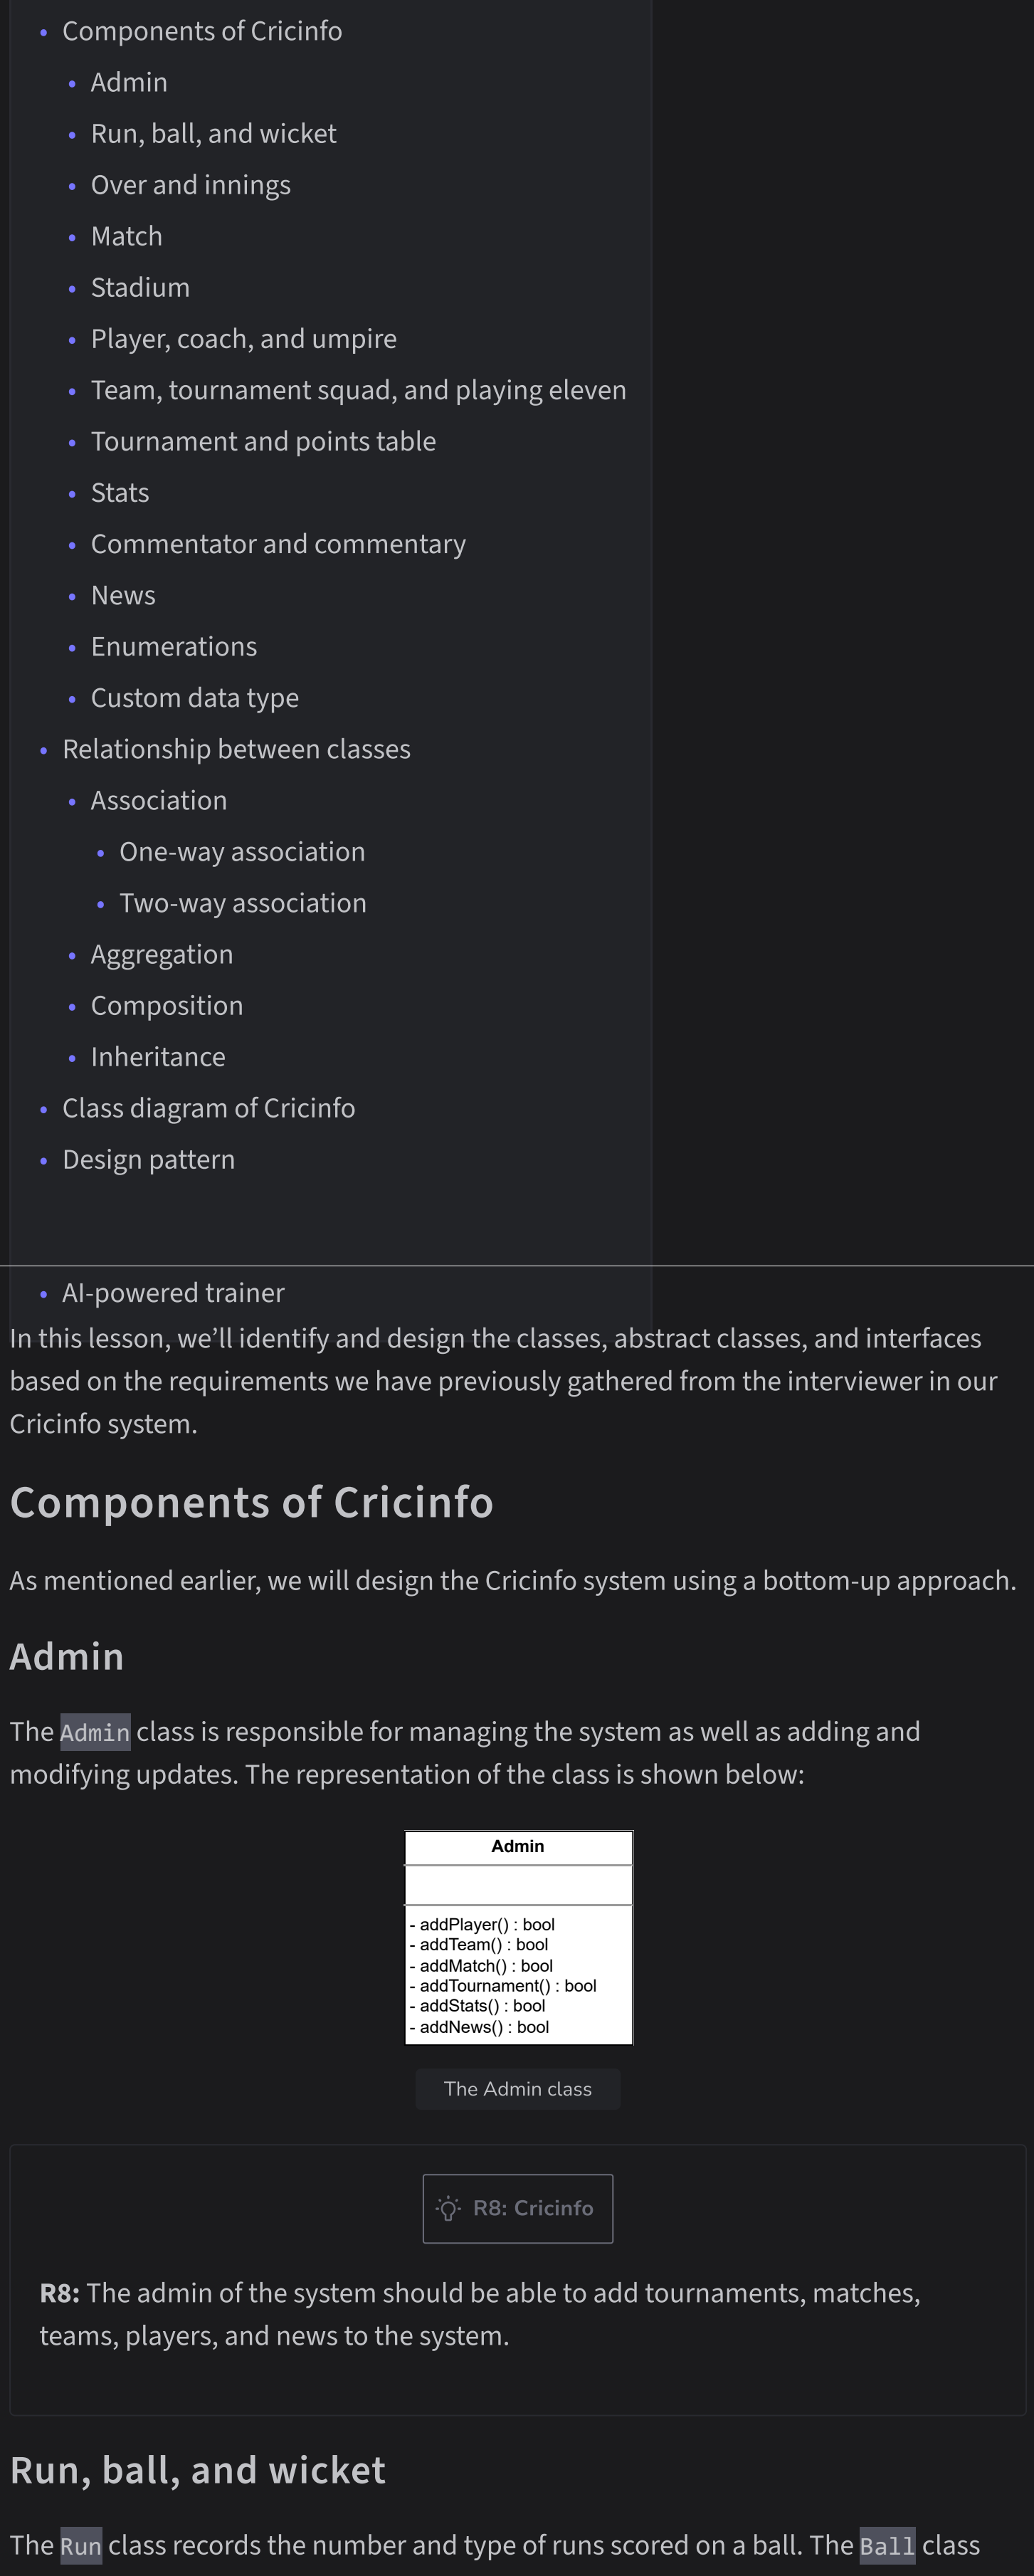 Components of Cricinfo
Admin
Run, ball, and wicket
Over and innings
Match
Stadium
Player, coach, and umpire
Team, tournament squad, and playing eleven
Tournament and points table
Stats
Commentator and commentary
News
Enumerations
Custom data type
Relationship between classes
Association
One-way association
Two-way association
Aggregation
Composition
Inheritance
Class diagram of Cricinfo
Design pattern
AI-powered trainer
In this lesson, we’ll identify and design the classes, abstract classes, and interfaces
based on the requirements we have previously gathered from the interviewer in our
Cricinfo system.
Components of Cricinfo
As mentioned earlier, we will design the Cricinfo system using a bottom-up approach.
Admin
The Admin class is responsible for managing the system as well as adding and
modifying updates. The representation of the class is shown below:
Admin
- addPlayer() : bool
- addTeam() : bool
- addMatch() : bool
- addTournament() : bool
- addStats() : bool
- addNews() : bool
The Admin class
R8: Cricinfo
R8: The admin of the system should be able to add tournaments, matches,
teams, players, and news to the system.
Run, ball, and wicket
The Run class records the number and type of runs scored on a ball. The Ball class